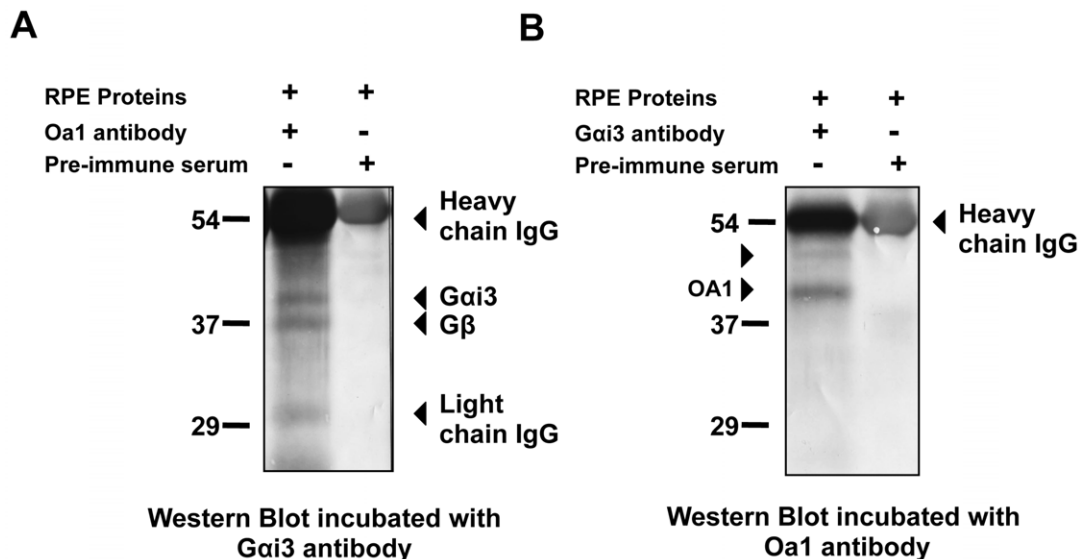 A
RPE Proteins + +
Oa1 antibody + -
Pre-immune serum - +
54
Heavy
chain IgG
Gαi3
37
Gβ
29
Light
chain IgG
Western Blot incubated with
Gαi3 antibody
B
RPE Proteins + +
Gαi3 antibody + -
Pre-immune serum - +
54
Heavy
chain IgG
OA1
37
29
Western Blot incubated with
Oa1 antibody